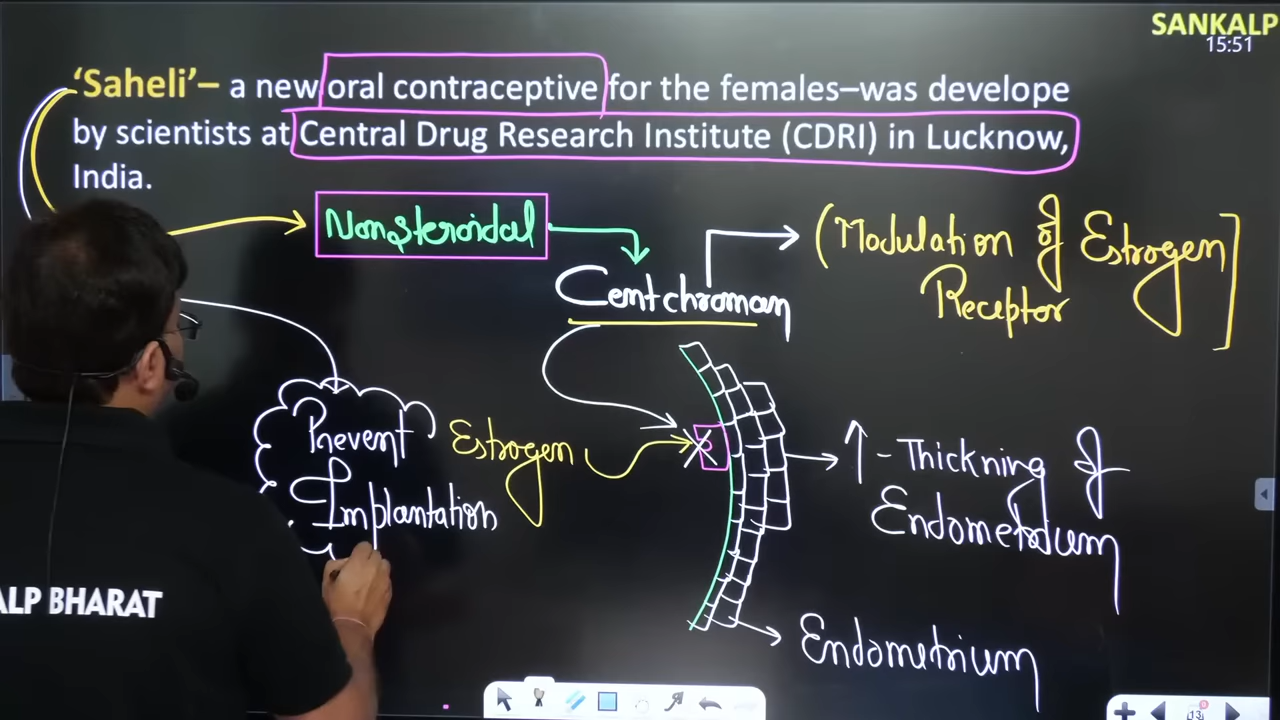 SANKALP
15:51
'Saheli'– a new oral contraceptive for the females–was develope
by scientists at Central Drug Research Institute (CDRI) in Lucknow,
India.
Nonsteroidal
(Modulation of Estrogen
Receptor
Centchroman
Prevent
Implantation
Estrogen
↑ - Thickning of
Endometrium
Endometrium
ALP BHARAT
13